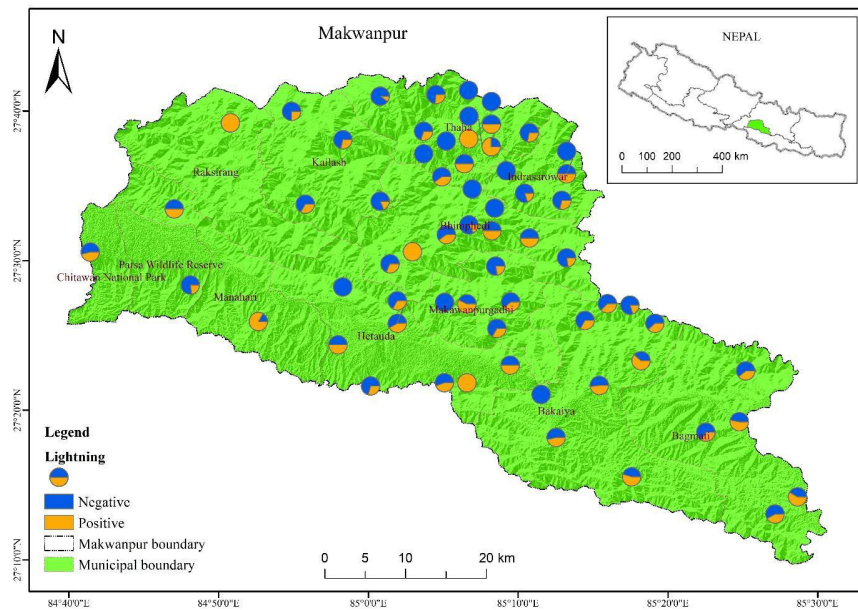 Makwanpur
N
NEPAL
0 100 200 400 km
27°40'0"N
27°30'0"N
27°20'0"N
27°10'0"N
Thaha
Kailash
Raksirang
Indrasarowar
Bhimphedi
Parsa Wildlife Reserve
Chitawan National Park
Manahari
Makawanpurgadhi
Hetauda
Bakaiya
Bagmati
Legend
Lightning
Negative
Positive
Makwanpur boundary
Municipal boundary
0 5 10 20 km
84°40'0"E 84°50'0"E 85°0'0"E 85°10'0"E 85°20'0"E 85°30'0"E